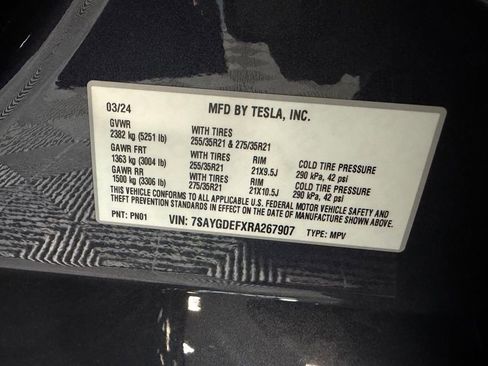 03/24 MFD BY TESLA, INC.
GVWR
2382 kg (5251 lb) WITH TIRES 255/35R21 & 275/35R21
GAWR FRT WITH TIRES RIM COLD TIRE PRESSURE
1363 kg (3004 lb) 255/35R21 21X9.5J 290 kPa, 42 psi
GAWR RR WITH TIRES RIM COLD TIRE PRESSURE
1500 kg (3306 lb) 275/35R21 21X10.5J 290 kPa, 42 psi
THIS VEHICLE CONFORMS TO ALL APPLICABLE U.S. FEDERAL MOTOR VEHICLE SAFETY AND
THEFT PREVENTION STANDARDS IN EFFECT ON THE DATE OF MANUFACTURE SHOWN ABOVE.
PNT: PN01 VIN: 7SAYGDEFXRA267907 TYPE: MPV